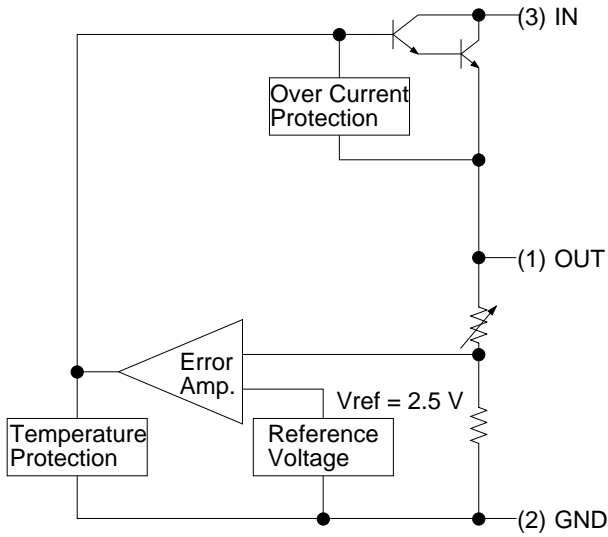 (3) IN
Over Current
Protection
(1) OUT
Error
Amp.
Vref = 2.5 V
Temperature
Protection
Reference
Voltage
(2) GND